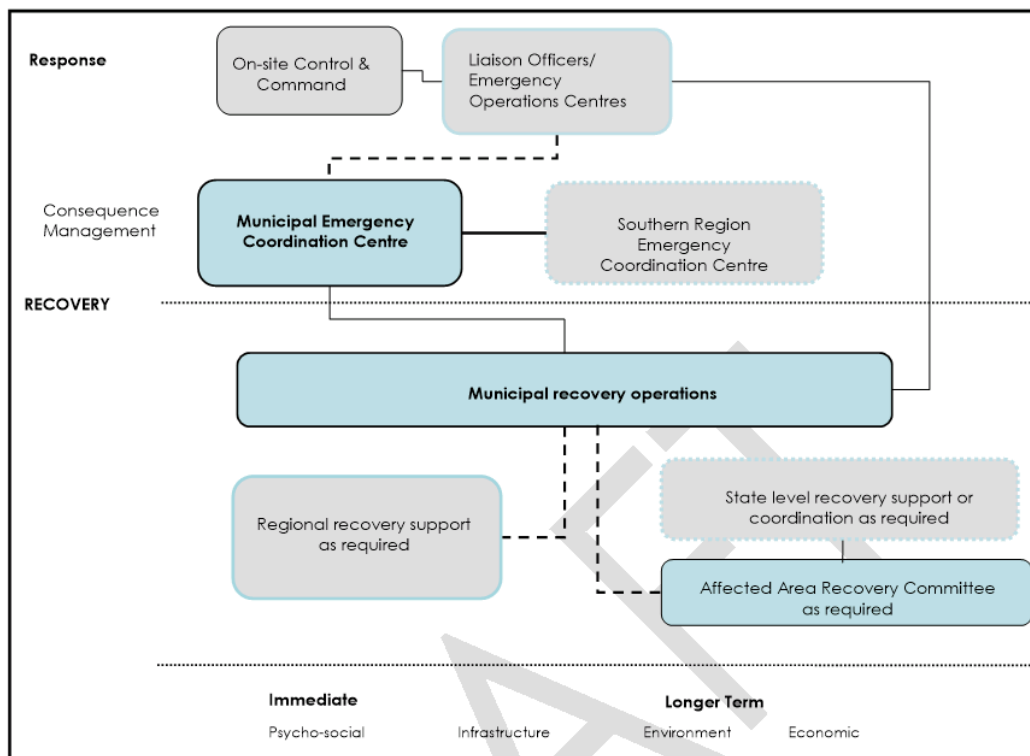 Response
On-site Control &
Command
Liaison Officers/
Emergency
Operations Centres
Consequence
Management
Municipal Emergency
Coordination Centre
Southern Region
Emergency
Coordination Centre
RECOVERY
Municipal recovery operations
Regional recovery support
as required
State level recovery support or
coordination as required
Affected Area Recovery Committee
as required
Immediate
Longer Term
Psycho-social
Infrastructure
Environment
Economic